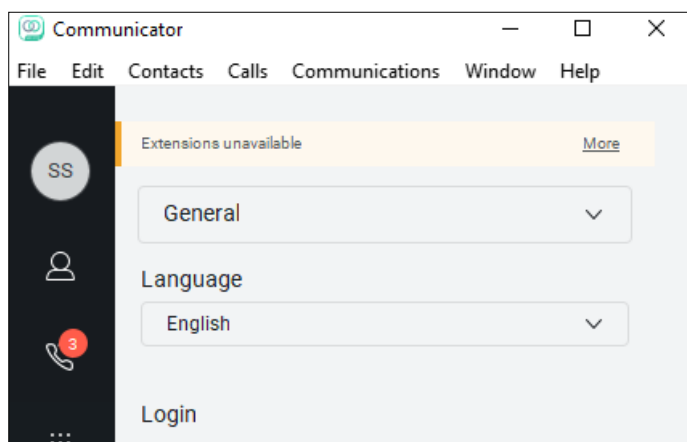 Communicator
File Edit Contacts Calls Communications Window Help
Extensions unavailable More
SS
General
Language
English
3
Login